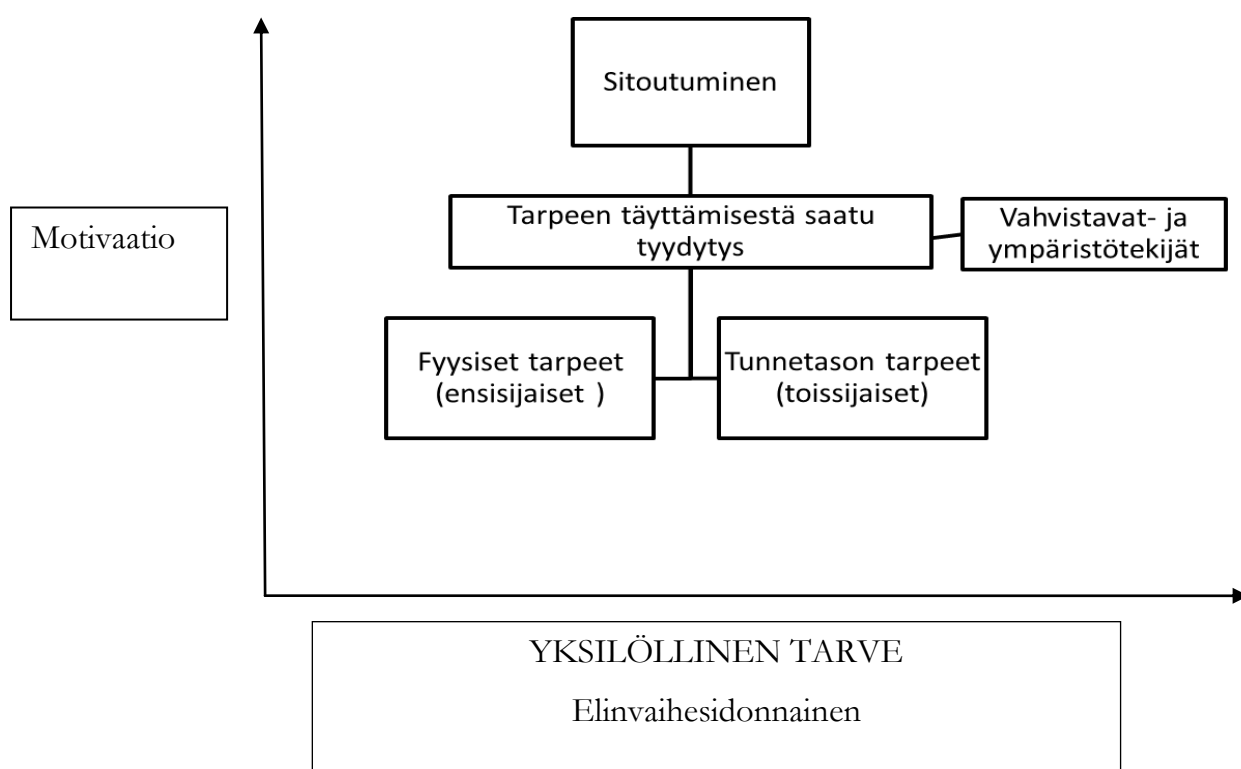 Sitoutuminen
Tarpeen täyttämisestä saatu
tyydytys
Vahvistavat- ja
ympäristötekijät
Motivaatio
Fyysiset tarpeet
(ensisijaiset )
Tunnetason tarpeet
(toissijaiset)
YKSILÖLLINEN TARVE
Elinvaihesidonnainen